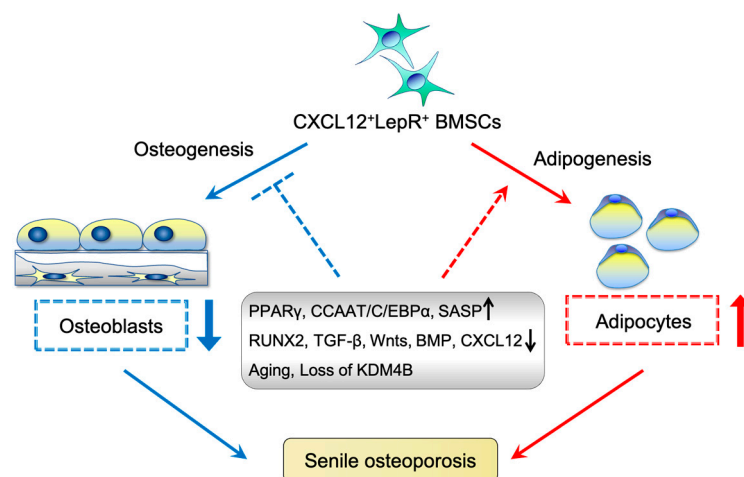 CXCL12⁺LepR⁺ BMSCs
Osteogenesis
Adipogenesis
Osteoblasts
PPARγ, CCAAT/C/EBPα, SASP
RUNX2, TGF-β, Wnts, BMP, CXCL12
Aging, Loss of KDM4B
Adipocytes
Senile osteoporosis